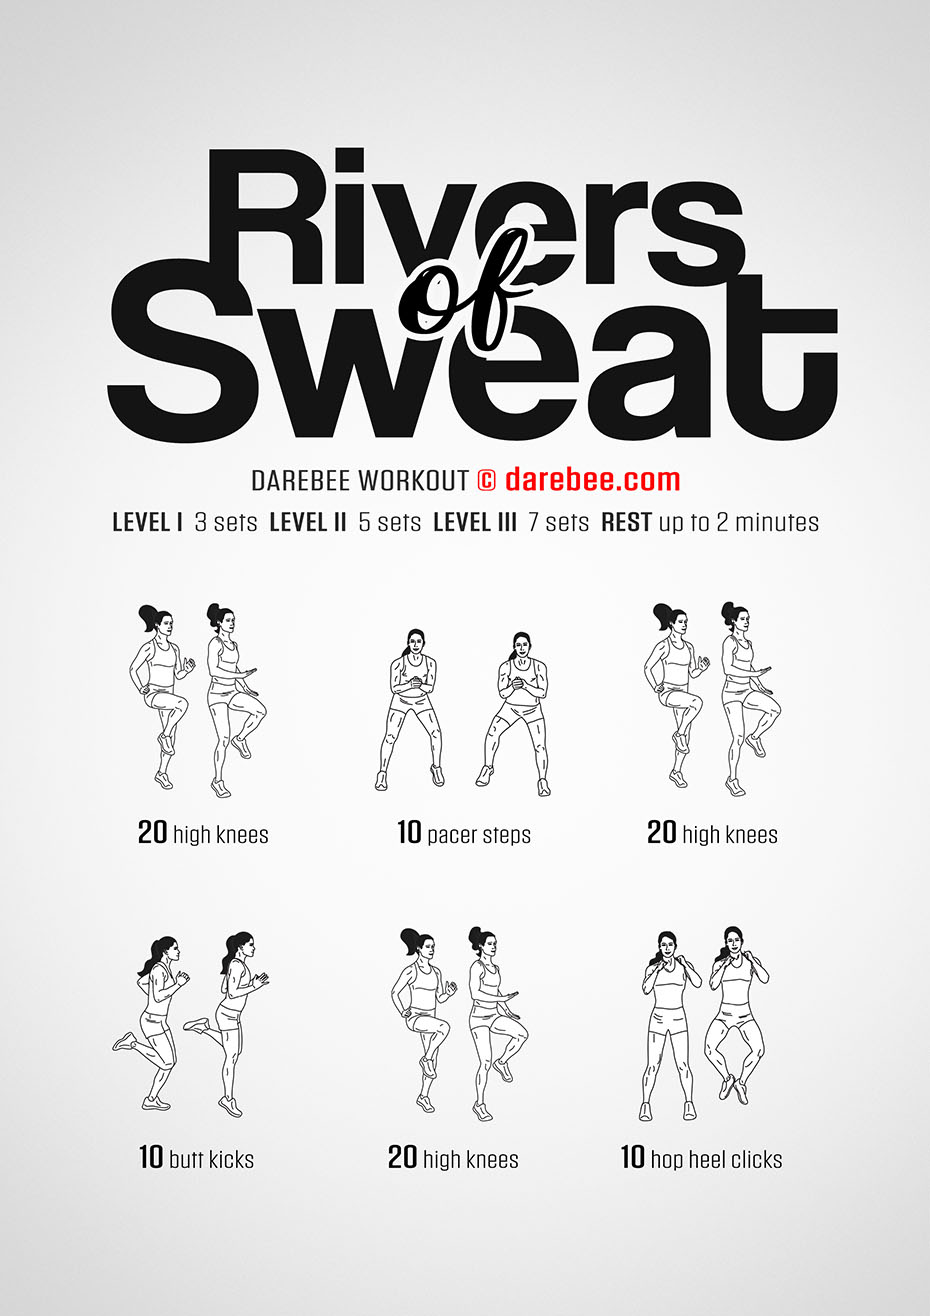 Rivers
of
Sweat
DAREBEE WORKOUT © darebee.com
LEVEL I 3 sets LEVEL II 5 sets LEVEL III 7 sets REST up to 2 minutes
20 high knees
10 pacer steps
20 high knees
10 butt kicks
20 high knees
10 hop heel clicks